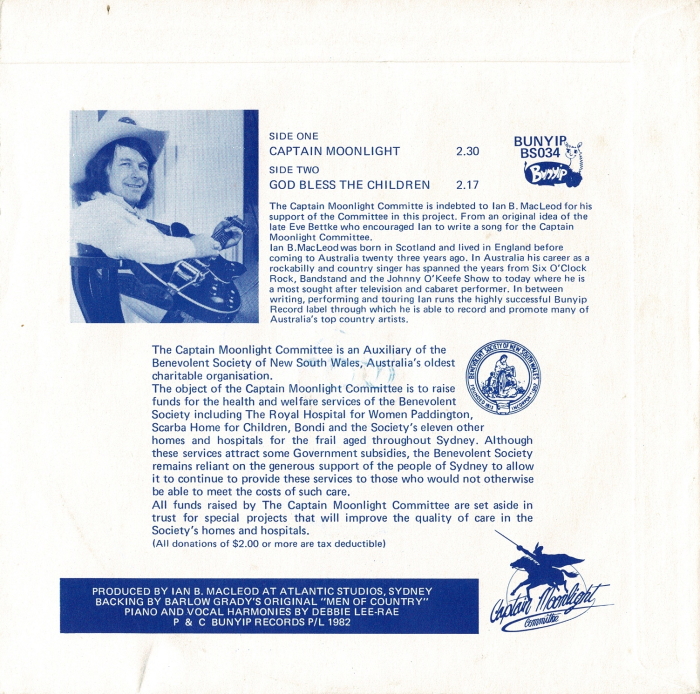 SIDE ONE
CAPTAIN MOONLIGHT 2.30
SIDE TWO
GOD BLESS THE CHILDREN 2.17
BUNYIP
BS034
Bunyip
The Captain Moonlight Committe is indebted to Ian B. MacLeod for his
support of the Committee in this project. From an original idea of the
late Eve Bettke who encouraged Ian to write a song for the Captain
Moonlight Committee.
Ian B.MacLeod was born in Scotland and lived in England before
coming to Australia twenty three years ago. In Australia his career as a
rockabilly and country singer has spanned the years from Six O'Clock
Rock, Bandstand and the Johnny O'Keefe Show to today where he is
a most sought after television and cabaret performer. In between
writing, performing and touring Ian runs the highly successful Bunyip
Record label through which he is able to record and promote many of
Australia's top country artists.
The Captain Moonlight Committee is an Auxiliary of the
Benevolent Society of New South Wales, Australia's oldest
charitable organisation.
The object of the Captain Moonlight Committee is to raise
funds for the health and welfare services of the Benevolent
Society including The Royal Hospital for Women Paddington,
Scarba Home for Children, Bondi and the Society's eleven other
homes and hospitals for the frail aged throughout Sydney. Although
these services attract some Government subsidies, the Benevolent Society
remains reliant on the generous support of the people of Sydney to allow
it to continue to provide these services to those who would not otherwise
be able to meet the costs of such care.
All funds raised by The Captain Moonlight Committee are set aside in
trust for special projects that will improve the quality of care in the
Society's homes and hospitals.
(All donations of $2.00 or more are tax deductible)
BENEVOLENT SOCIETY OF NEW SOUTH WALES
PRODUCED BY IAN B. MACLEOD AT ATLANTIC STUDIOS, SYDNEY
BACKING BY BARLOW GRADY'S ORIGINAL "MEN OF COUNTRY"
PIANO AND VOCAL HARMONIES BY DEBBIE LEE-RAE
P & C BUNYIP RECORDS P/L 1982
Captain Moonlight
Committee